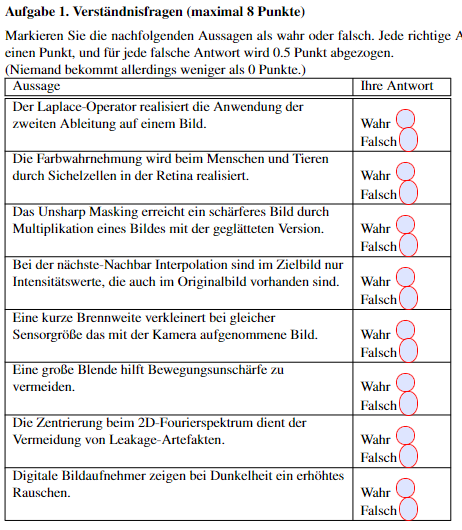 Aufgabe 1. Verständnisfragen (maximal 8 Punkte)
Markieren Sie die nachfolgenden Aussagen als wahr oder falsch. Jede richtige A
einen Punkt, und für jede falsche Antwort wird 0.5 Punkt abgezogen.
(Niemand bekommt allerdings weniger als 0 Punkte.)
Aussage Ihre Antwort
Der Laplace-Operator realisiert die Anwendung der
zweiten Ableitung auf einem Bild.
Wahr
Falsch
Die Farbwahrnehmung wird beim Menschen und Tieren
durch Sichelzellen in der Retina realisiert.
Wahr
Falsch
Das Unsharp Masking erreicht ein schärferes Bild durch
Multiplikation eines Bildes mit der geglätteten Version.
Wahr
Falsch
Bei der nächste-Nachbar Interpolation sind im Zielbild nur
Intensitätswerte, die auch im Originalbild vorhanden sind.
Wahr
Falsch
Eine kurze Brennweite verkleinert bei gleicher
Sensorgröße das mit der Kamera aufgenommene Bild.
Wahr
Falsch
Eine große Blende hilft Bewegungsunschärfe zu
vermeiden.
Wahr
Falsch
Die Zentrierung beim 2D-Fourierspektrum dient der
Vermeidung von Leakage-Artefakten.
Wahr
Falsch
Digitale Bildaufnehmer zeigen bei Dunkelheit ein erhöhtes
Rauschen.
Wahr
Falsch